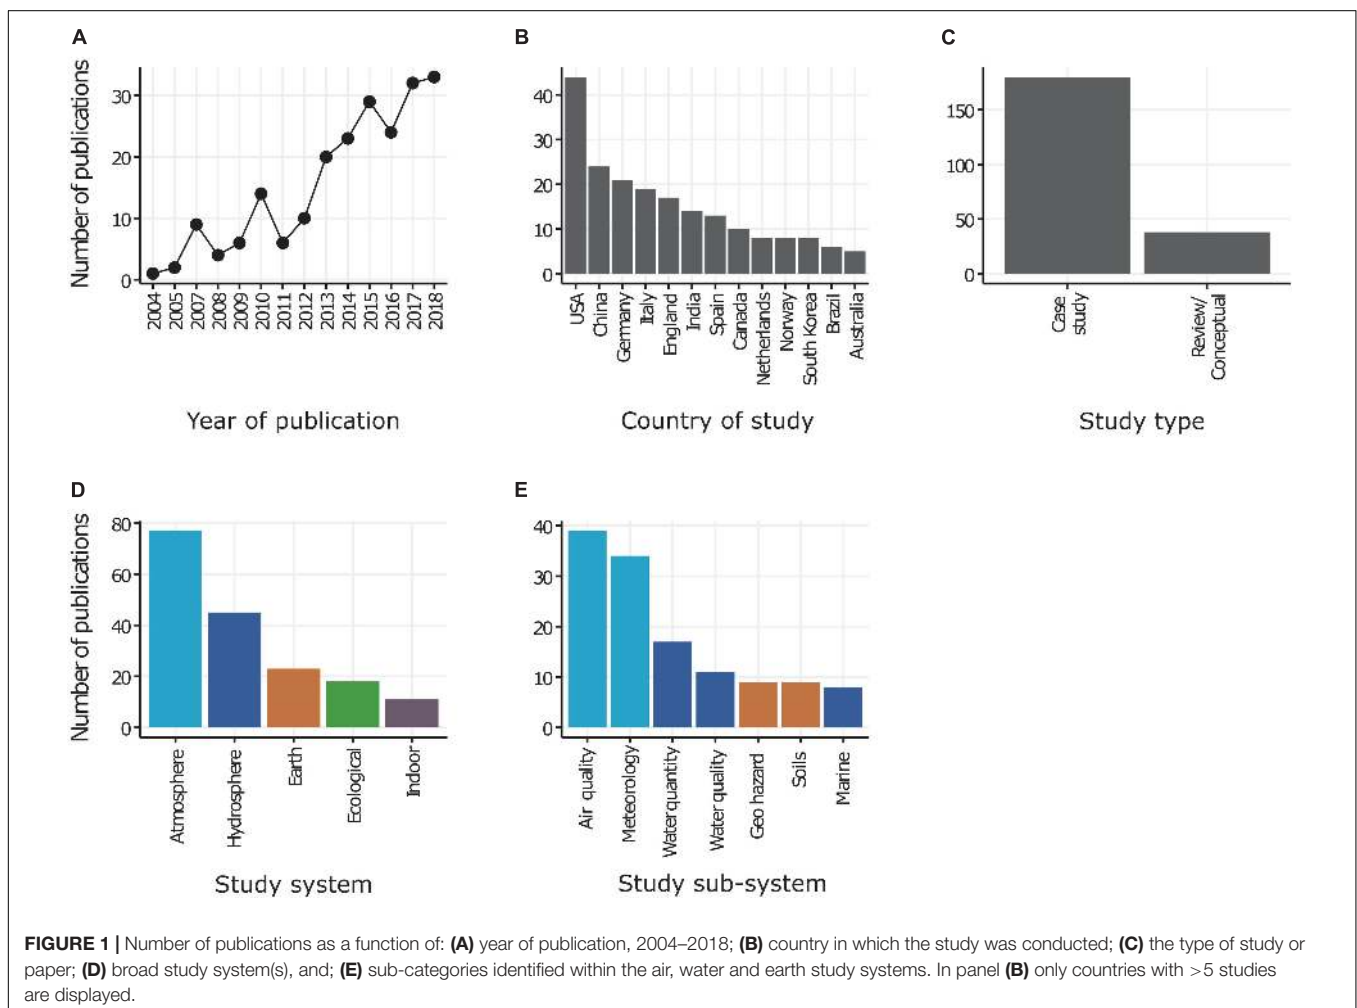 A
Number of publications
30
20
10
0
2004
2005
2007
2008
2009
2010
2011
2012
2013
2014
2015
2016
2017
2018
Year of publication
B
40
30
20
10
0
USA
China
Germany
Italy
England
India
Spain
Canada
Netherlands
Norway
South Korea
Brazil
Australia
Country of study
C
150
100
50
0
Case
study
Review/
Conceptual
Study type
D
Number of publications
80
60
40
20
0
Atmosphere
Hydrosphere
Earth
Ecological
Indoor
Study system
E
40
30
20
10
0
Air quality
Meteorology
Water quantity
Water quality
Geo hazard
Soils
Marine
Study sub-system
FIGURE 1 | Number of publications as a function of: (A) year of publication, 2004–2018; (B) country in which the study was conducted; (C) the type of study or
paper; (D) broad study system(s), and; (E) sub-categories identified within the air, water and earth study systems. In panel (B) only countries with >5 studies
are displayed.